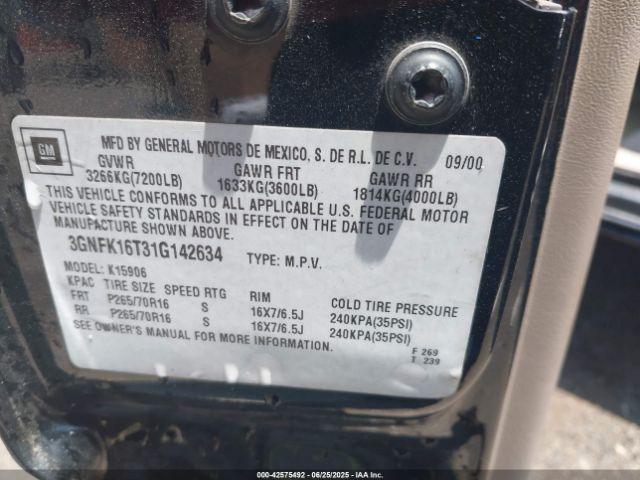 GM
MFD BY GENERAL MOTORS DE MEXICO, S. DE R.L. DE C.V. 09/00
GVWR GAWR FRT GAWR RR
3266KG(7200LB) 1633KG(3600LB) 1814KG(4000LB)
THIS VEHICLE CONFORMS TO ALL APPLICABLE U.S. FEDERAL MOTOR
VEHICLE SAFETY STANDARDS IN EFFECT ON THE DATE OF
MANUFACTURE SHOWN ABOVE.
3GNFK16T31G142634 TYPE: M.P.V.
MODEL: K15906
KPAC TIRE SIZE SPEED RTG RIM COLD TIRE PRESSURE
FRT P265/70R16 S 16X7/6.5J 240KPA(35PSI)
RR P265/70R16 S 16X7/6.5J 240KPA(35PSI)
SEE OWNER'S MANUAL FOR MORE INFORMATION.
F 269
T 239
000-42575492 - 06/25/2025 - IAA Inc.